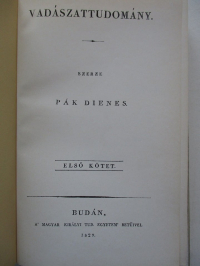 VADÁSZATTUDOMÁNY.
SZERZE
PÁK DIENES.
ELSŐ KÖTET.
BUDÁN,
A' MAGYAR KIRÁLYI TUD. EGYETEM' BETŰIVEL.
1829.